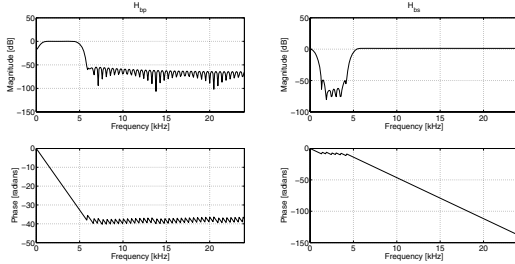 H_bp
50
0
−50
−100
−150
Magnitude [dB]
0 5 10 15 20
Frequency [kHz]
H_bs
50
0
−50
−100
Magnitude [dB]
0 5 10 15 20
Frequency [kHz]
0
−10
−20
−30
−40
−50
Phase [radians]
0 5 10 15 20
Frequency [kHz]
0
−50
−100
−150
Phase [radians]
0 5 10 15 20
Frequency [kHz]